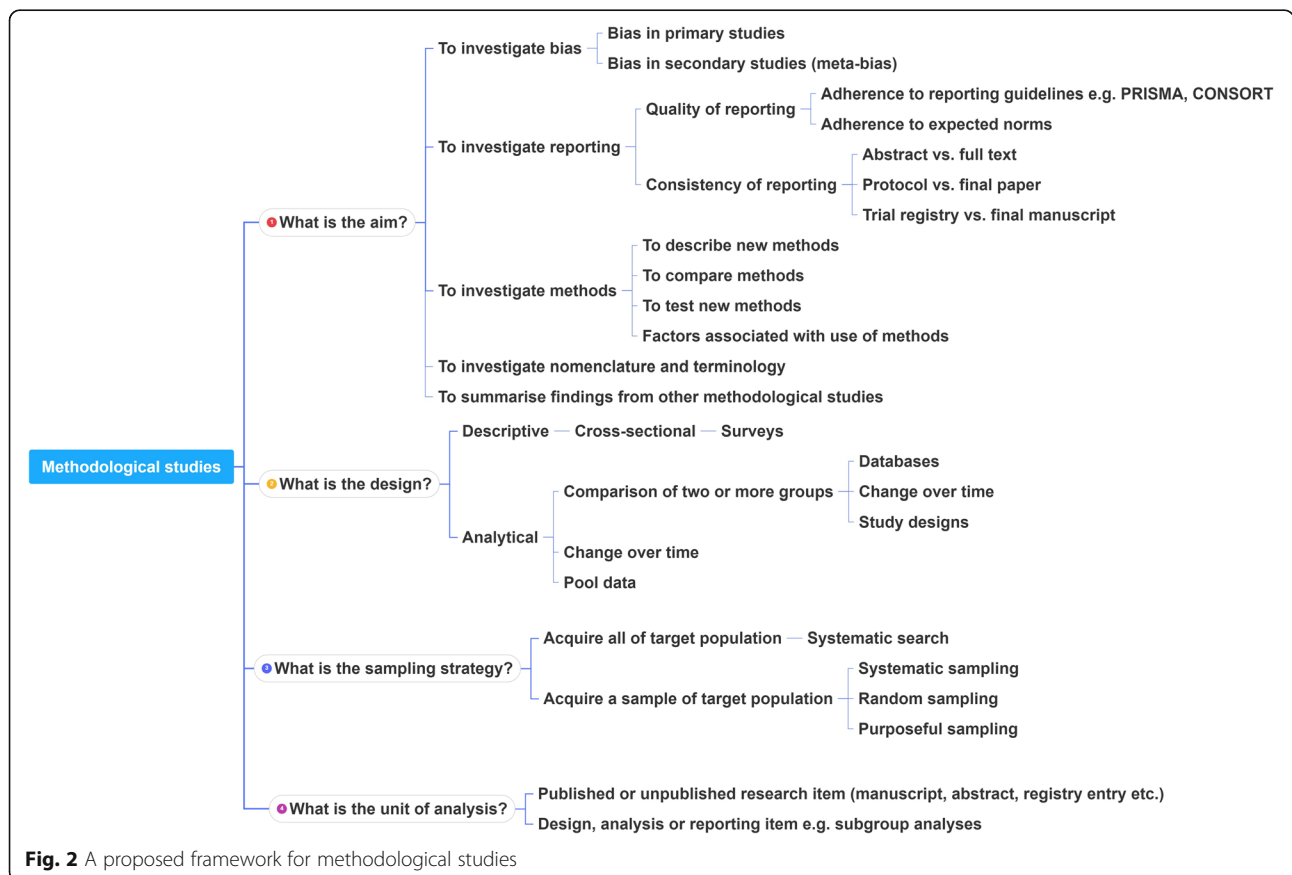 To investigate bias
Bias in primary studies
Bias in secondary studies (meta-bias)
To investigate reporting
Quality of reporting
Adherence to reporting guidelines e.g. PRISMA, CONSORT
Adherence to expected norms
Consistency of reporting
Abstract vs. full text
Protocol vs. final paper
Trial registry vs. final manuscript
1 What is the aim?
To investigate methods
To describe new methods
To compare methods
To test new methods
Factors associated with use of methods
To investigate nomenclature and terminology
To summarise findings from other methodological studies
Methodological studies
2 What is the design?
Descriptive
Cross-sectional
Surveys
Analytical
Comparison of two or more groups
Databases
Change over time
Study designs
Change over time
Pool data
3 What is the sampling strategy?
Acquire all of target population
Systematic search
Acquire a sample of target population
Systematic sampling
Random sampling
Purposeful sampling
4 What is the unit of analysis?
Published or unpublished research item (manuscript, abstract, registry entry etc.)
Design, analysis or reporting item e.g. subgroup analyses
Fig. 2 A proposed framework for methodological studies